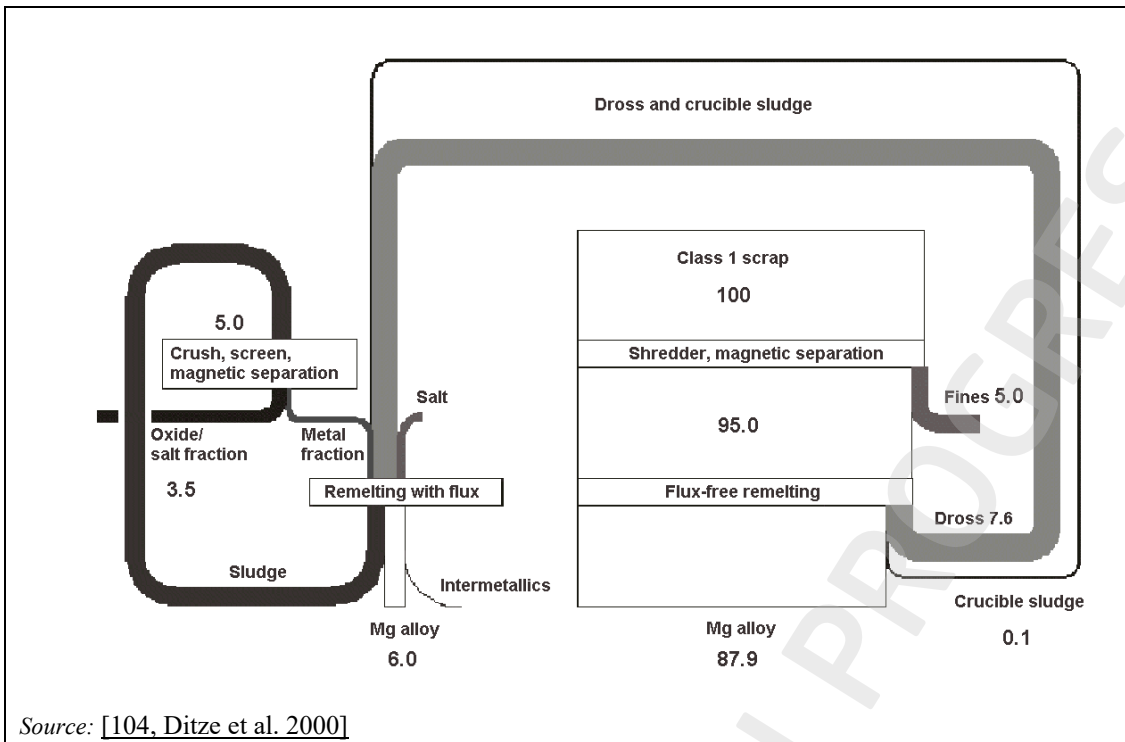 Dross and crucible sludge
Class 1 scrap
100
5.0
Crush, screen,
magnetic separation
Shredder, magnetic separation
Salt
Fines 5.0
95.0
Oxide/
salt fraction
Metal
fraction
3.5
Remelting with flux
Flux-free remelting
Dross 7.6
Sludge
Intermetallics
Crucible sludge
0.1
Mg alloy
6.0
Mg alloy
87.9
Source: [104, Ditze et al. 2000]
PROGRES